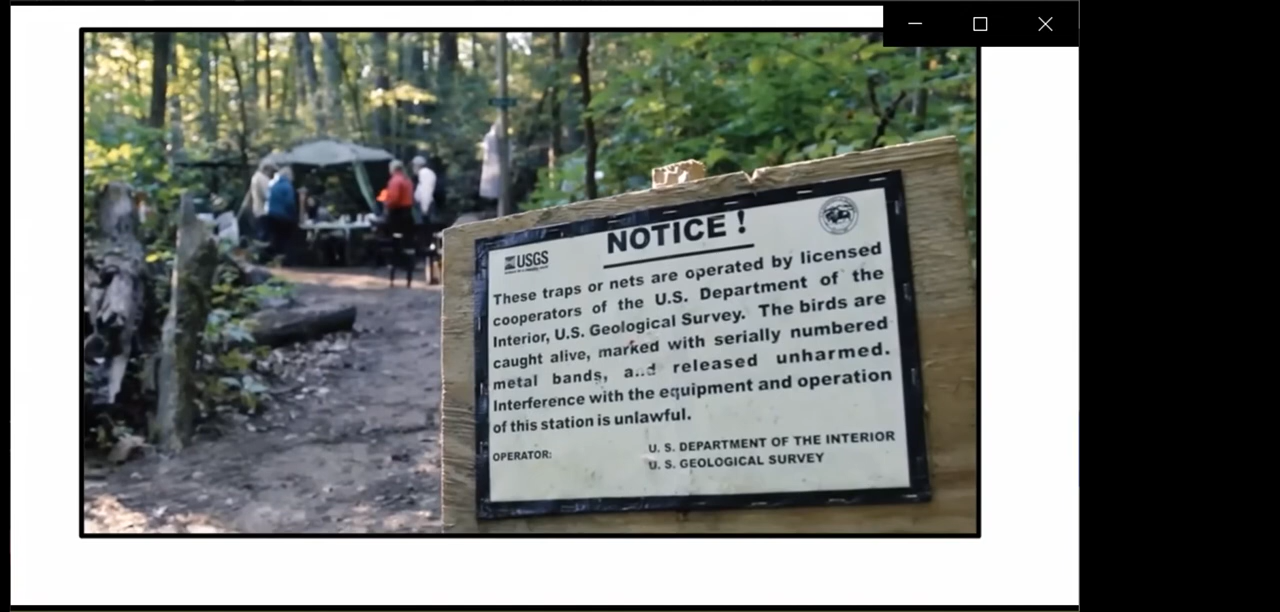 NOTICE!
USGS
These traps or nets are operated by licensed
cooperators of the U.S. Department of the
Interior, U.S. Geological Survey. The birds are
caught alive, marked with serially numbered
metal bands, and released unharmed.
Interference with the equipment and operation
of this station is unlawful.
OPERATOR:
U. S. DEPARTMENT OF THE INTERIOR
U. S. GEOLOGICAL SURVEY